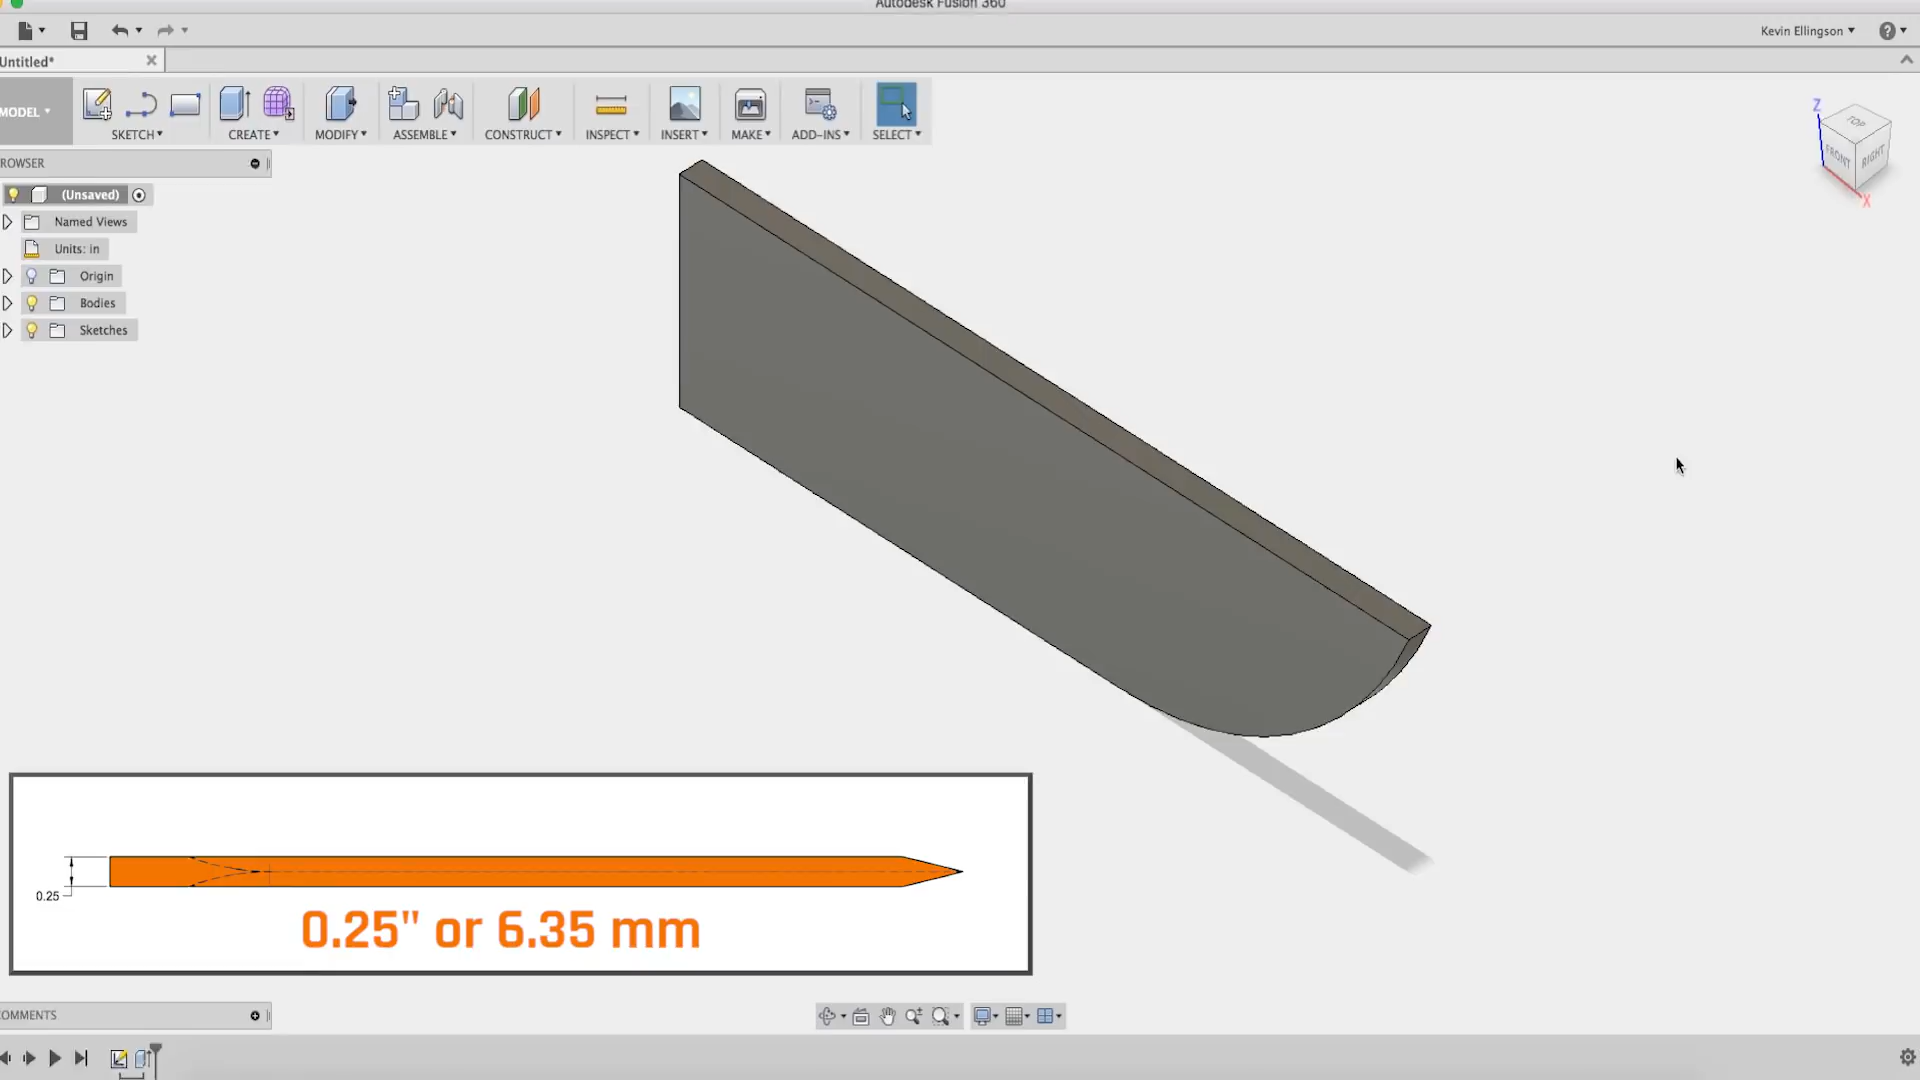 Autodesk Fusion 360
Kevin Ellingson
Untitled*
MODEL
SKETCH
CREATE
MODIFY
ASSEMBLE
CONSTRUCT
INSPECT
INSERT
MAKE
ADD-INS
SELECT
ROWSER
(Unsaved)
Named Views
Units: in
Origin
Bodies
Sketches
Z
TOP
FRONT
RIGHT
X
0.25
0.25" or 6.35 mm
OMMENTS